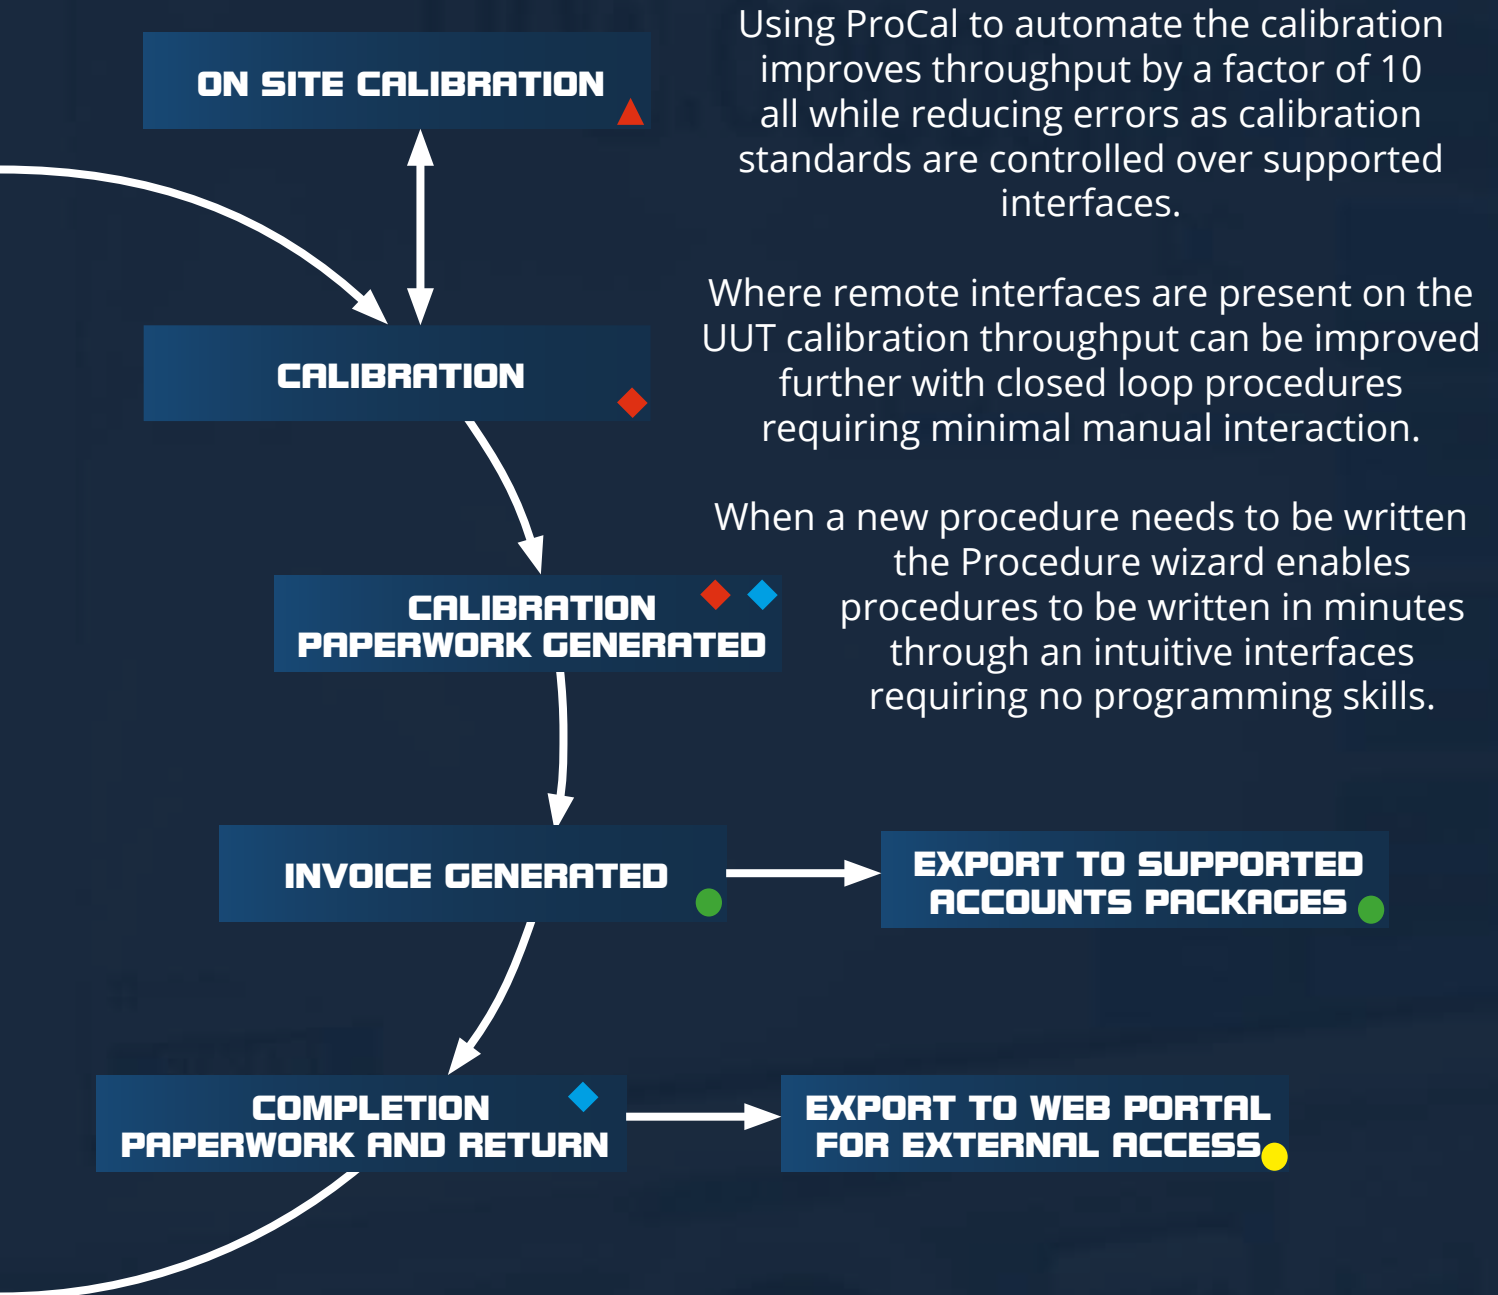 Using ProCal to automate the calibration
improves throughput by a factor of 10
all while reducing errors as calibration
standards are controlled over supported
interfaces.
Where remote interfaces are present on the
UUT calibration throughput can be improved
further with closed loop procedures
requiring minimal manual interaction.
When a new procedure needs to be written
the Procedure wizard enables
procedures to be written in minutes
through an intuitive interfaces
requiring no programming skills.
ON SITE CALIBRATION
CALIBRATION
CALIBRATION
PAPERWORK GENERATED
INVOICE GENERATED
EXPORT TO SUPPORTED
ACCOUNTS PACKAGES
COMPLETION
PAPERWORK AND RETURN
EXPORT TO WEB PORTAL
FOR EXTERNAL ACCESS